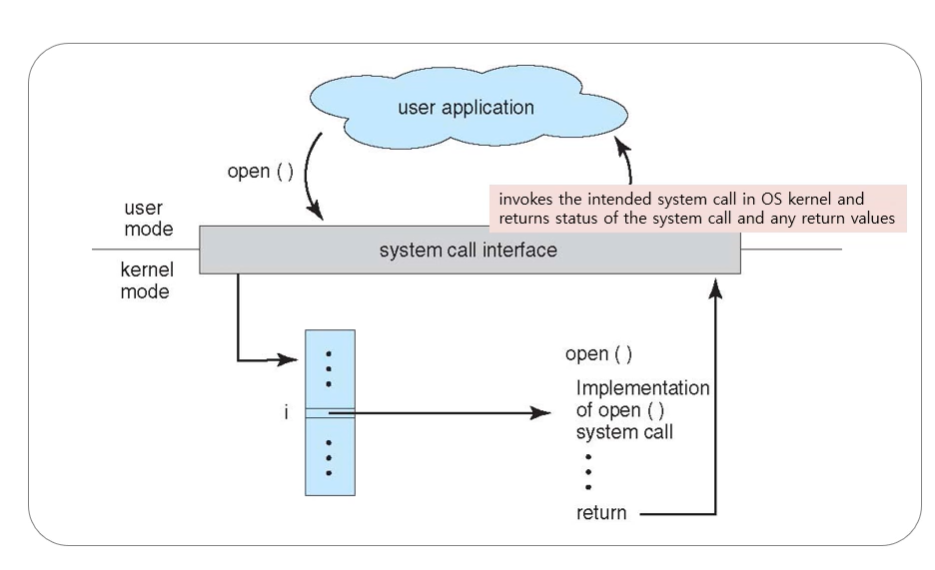 user application
open ( )
invokes the intended system call in OS kernel and
returns status of the system call and any return values
user
mode
system call interface
kernel
mode
open ( )
Implementation
of open ( )
system call
i
return